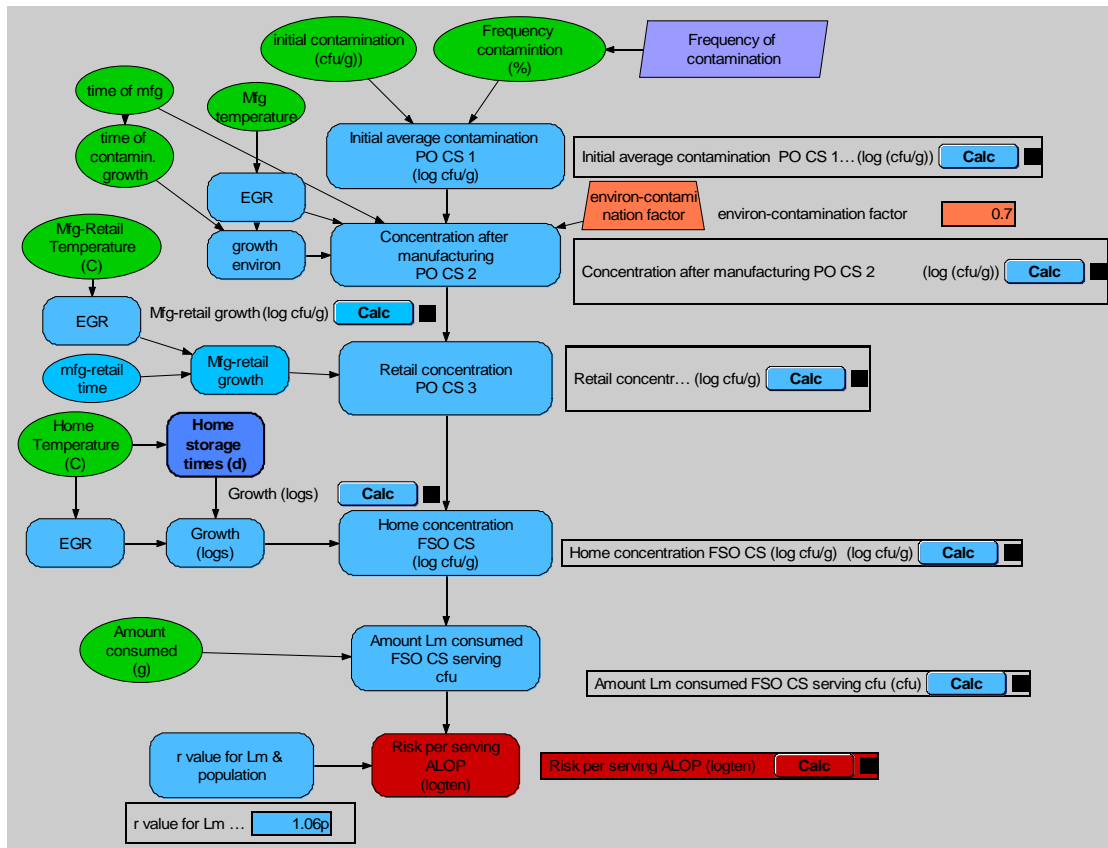 initial contamination
(cfu/g))
Frequency
contamintion
(%)
Frequency of
contamination
time of mfg
Mfg
temperature
time of
contamin.
growth
Initial average contamination
PO CS 1
(log cfu/g)
Initial average contamination PO CS 1... (log (cfu/g)) Calc
EGR
environ-contami
nation factor
environ-contamination factor 0.7
Mfg-Retail
Temperature
(C)
growth
environ
Concentration after
manufacturing
PO CS 2
Concentration after manufacturing PO CS 2 (log (cfu/g)) Calc
EGR
Mfg-retail growth (log cfu/g) Calc
mfg-retail
time
Mfg-retail
growth
Retail concentration
PO CS 3
Retail concentr... (log cfu/g) Calc
Home
Temperature
(C)
Home
storage
times (d)
Growth (logs) Calc
EGR
Growth
(logs)
Home concentration
FSO CS
(log cfu/g)
Home concentration FSO CS (log cfu/g) (log cfu/g) Calc
Amount
consumed
(g)
Amount Lm consumed
FSO CS serving
cfu
Amount Lm consumed FSO CS serving cfu (cfu) Calc
r value for Lm &
population
Risk per serving
ALOP
(logten)
Risk per serving ALOP (logten) Calc
r value for Lm ... 1.06p